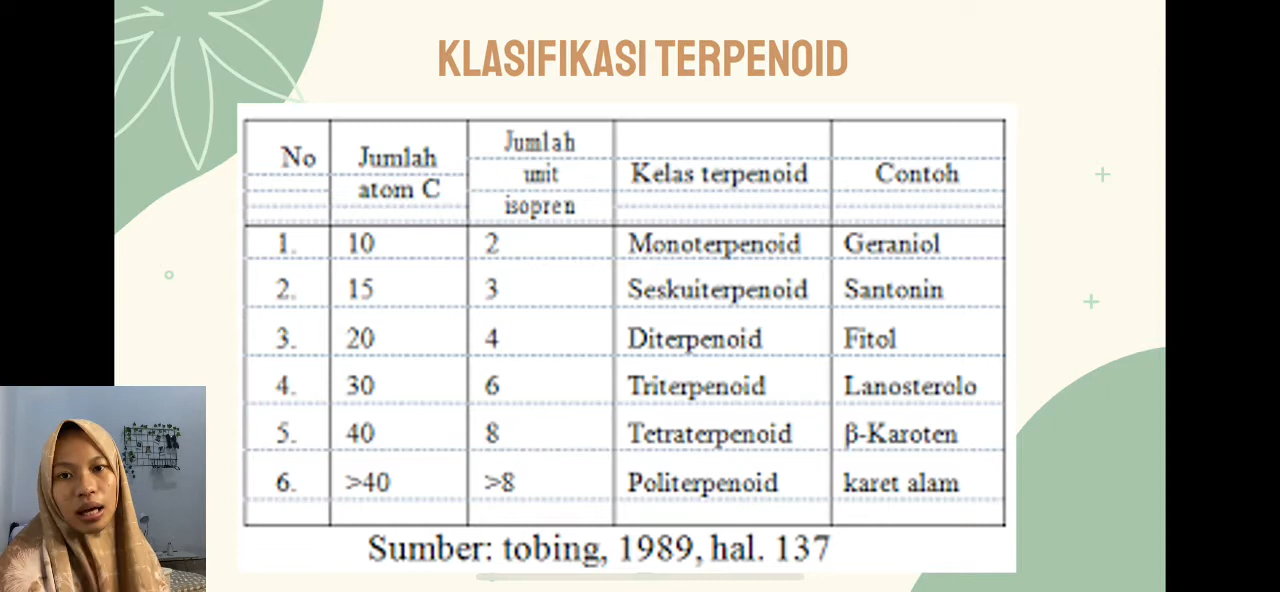 KLASIFIKASI TERPENOID
No Jumlah atom C Jumlah unit isopren Kelas terpenoid Contoh
1. 10 2 Monoterpenoid Geraniol
2. 15 3 Seskuiterpenoid Santonin
3. 20 4 Diterpenoid Fitol
4. 30 6 Triterpenoid Lanosterolo
5. 40 8 Tetraterpenoid β-Karoten
6. >40 >8 Politerpenoid karet alam
Sumber: tobing, 1989, hal. 137